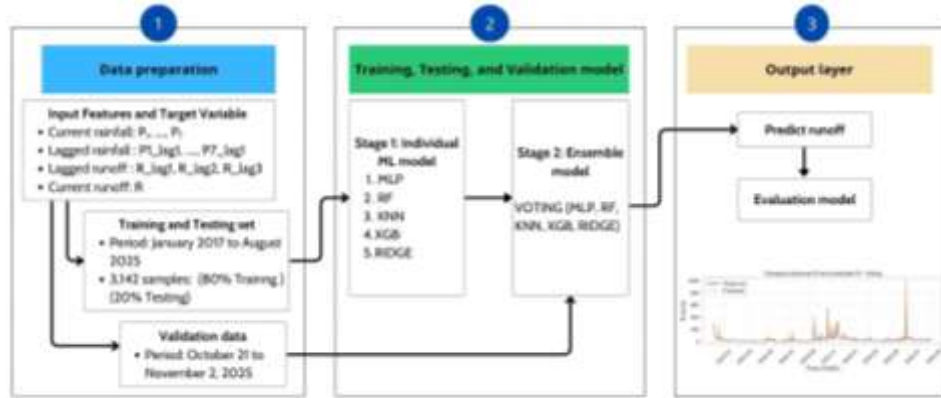 1
Data preparation
Input Features and Target Variable
• Current rainfall:
• Lagged rainfall : P1_lag1, ..., P7_lag1
• Lagged runoff : R_lag1, R_lag2, R_lag3
• Current runoff: R
Training and Testing set
• Period: January 2017 to August
2025
• 3,142 samples: (80% Trainng,)
(20% Testing)
Validation data
• Period: October 21 to
November 2, 2025
2
Training, Testing, and Validation model
Stage 1: Individual
ML model
1. MLP
2. RF
3. KNN
4. XGB
5. RIDGE
Stage 2: Ensemble
model
VOTING (MLP, RF,
KNN, XGB, RIDGE)
3
Output layer
Predict runoff
Evaluation model